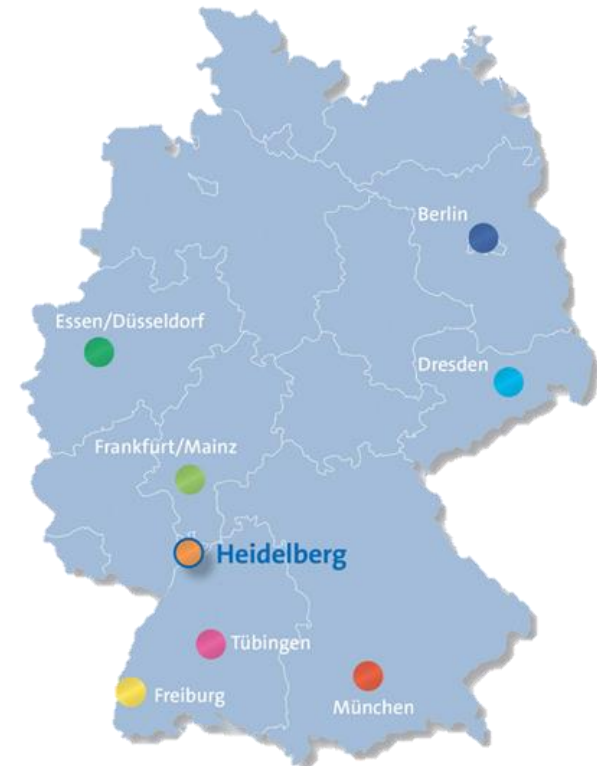 Berlin
Essen/Düsseldorf
Dresden
Frankfurt/Mainz
Heidelberg
Tübingen
Freiburg
München